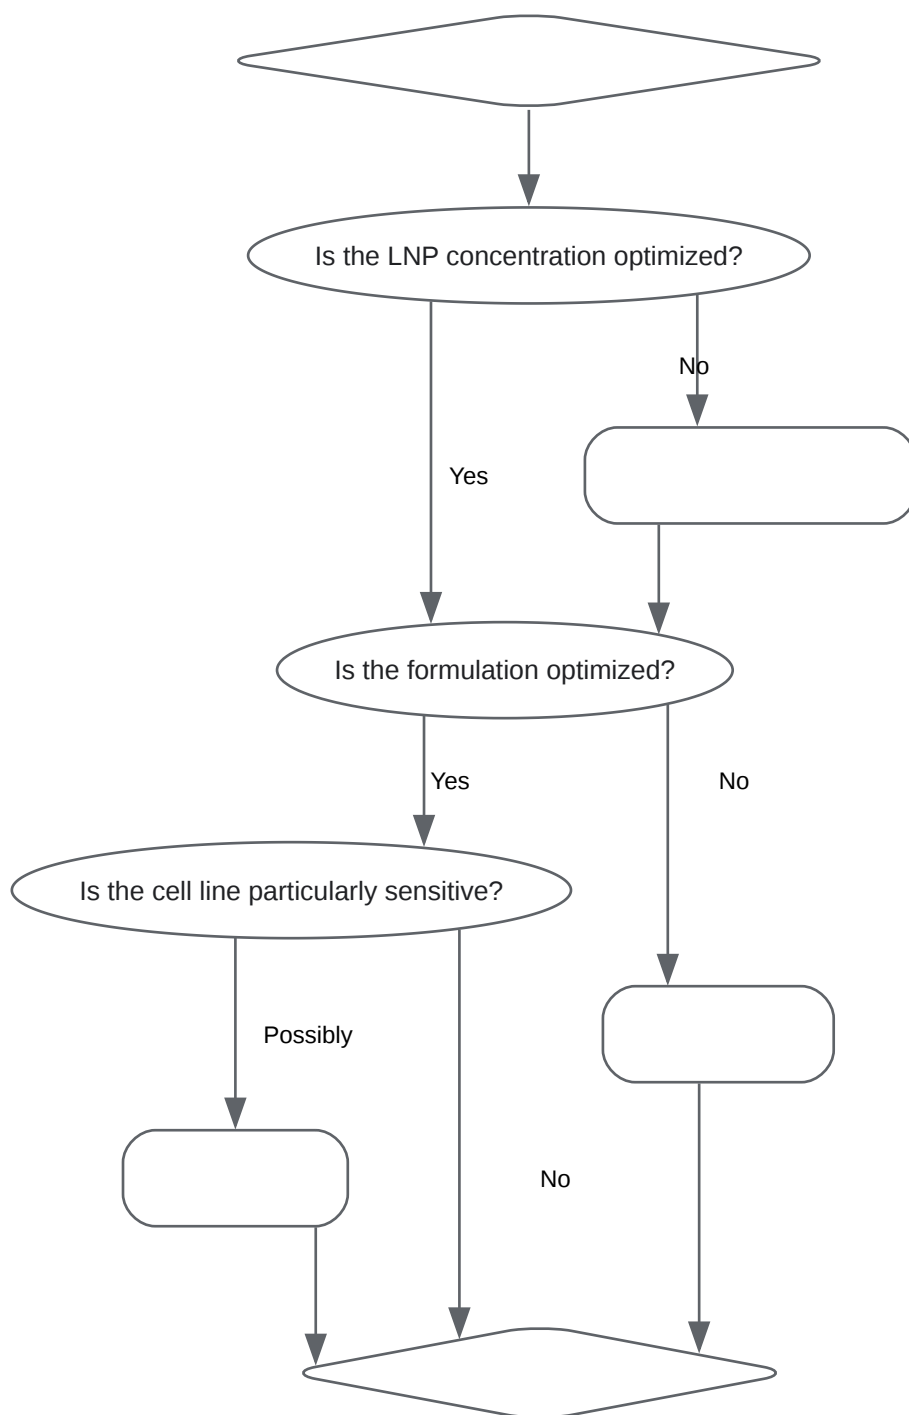 Is the LNP concentration optimized?
No
Yes
Is the formulation optimized?
Yes
No
Is the cell line particularly sensitive?
Possibly
No